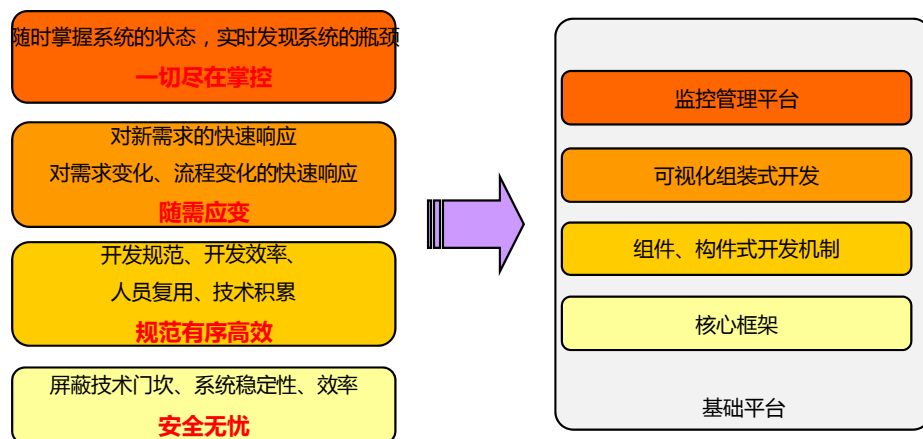 随时掌握系统的状态，实时发现系统的瓶颈
一切尽在掌控
对新需求的快速响应
对需求变化、流程变化的快速响应
随需应变
开发规范、开发效率、
人员复用、技术积累
规范有序高效
屏蔽技术门坎、系统稳定性、效率
安全无忧
监控管理平台
可视化组装式开发
组件、构件式开发机制
核心框架
基础平台